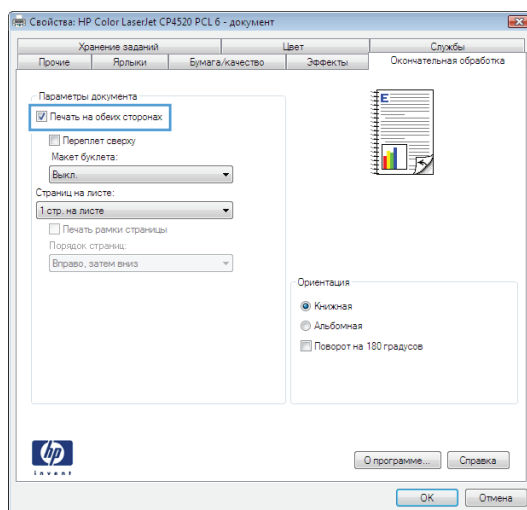 Свойства: HP Color LaserJet CP4520 PCL 6 - документ
Хранение заданий Цвет Службы
Прочие Ярлыки Бумага/качество Эффекты Окончательная обработка
Параметры документа
Печать на обеих сторонах
Переплет сверху
Макет буклета:
Выкл.
Страниц на листе:
1 стр. на листе
Печать рамки страницы
Порядок страниц:
Вправо, затем вниз
E
Ориентация
Книжная
Альбомная
Поворот на 180 градусов
hp
invent
О программе... Справка
OK Отмена